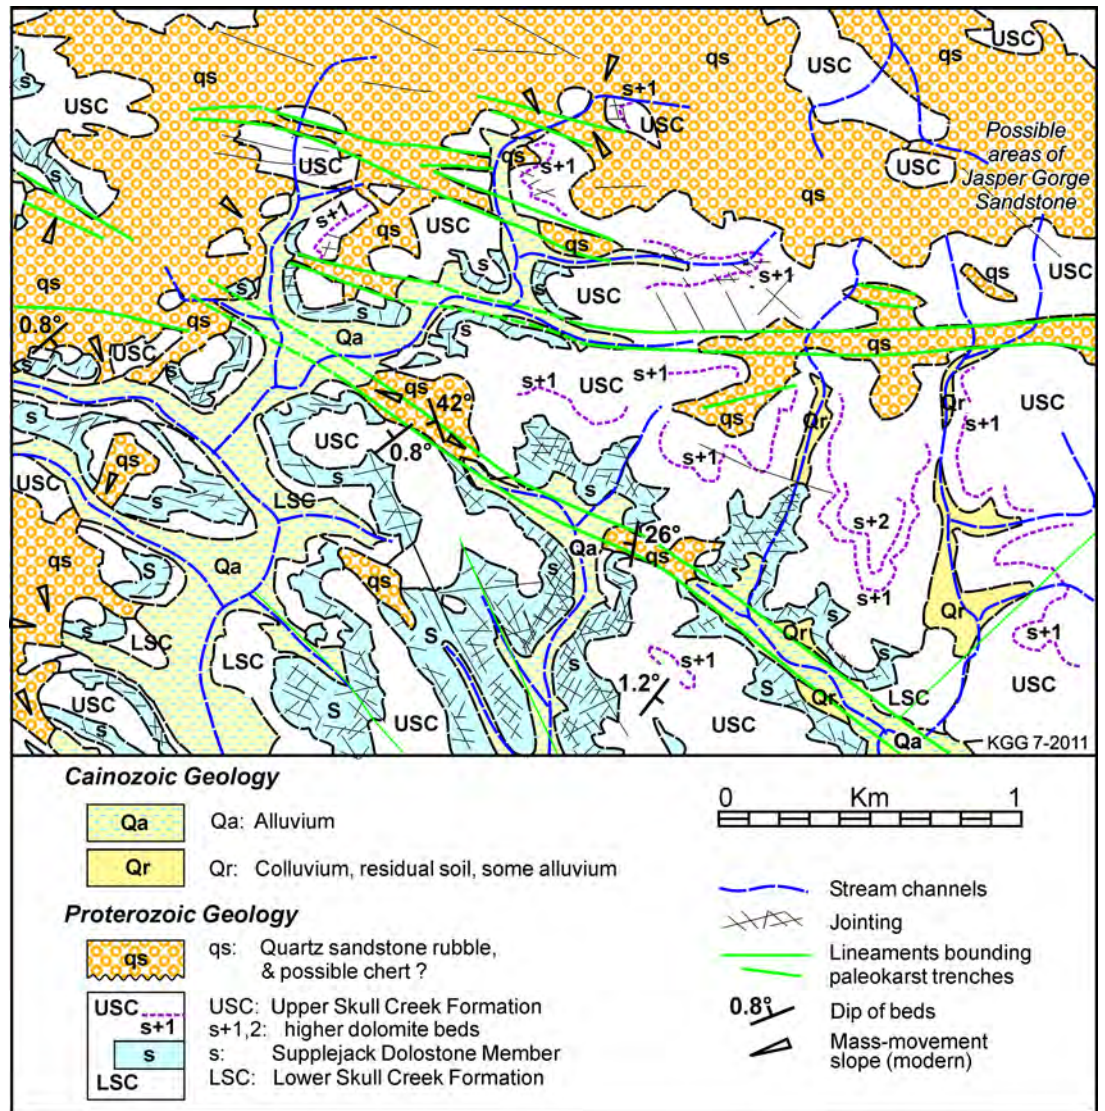 qs
USC
s+1
qs
USC
USC
s
USC
qs
USC
Possible
areas of
Jasper Gorge
Sandstone
USC
qs
s+1
USC
qs
s
s+1
qs
USC
qs
s+1
USC
qs
USC
s
s
USC
qs
0.8°
qs
s
Qa
s
qs
USC
s
s
s+1
USC
s+1
qs
42°
qs
Qr
Qr
USC
s+1
USC
0.8°
s+1
qs
s
s
s
USC
LSC
s+2
26°
Qa
qs
qs
S
Qa
qs
S
s+1
Qr
s
LSC
LSC
S
S
Qr
s
s+1
s+1
USC
S
USC
1.2°
USC
S
Qr
LSC
USC
Qa
KGG 7-2011
Cainozoic Geology
Qa
Qa: Alluvium
Qr
Qr: Colluvium, residual soil, some alluvium
Proterozoic Geology
qs
qs: Quartz sandstone rubble,
& possible chert ?
USC
s+1
s
LSC
USC: Upper Skull Creek Formation
s+1,2: higher dolomite beds
s: Supplejack Dolostone Member
LSC: Lower Skull Creek Formation
0 Km 1
Stream channels
Jointing
Lineaments bounding
paleokarst trenches
0.8°
Dip of beds
Mass-movement
slope (modern)